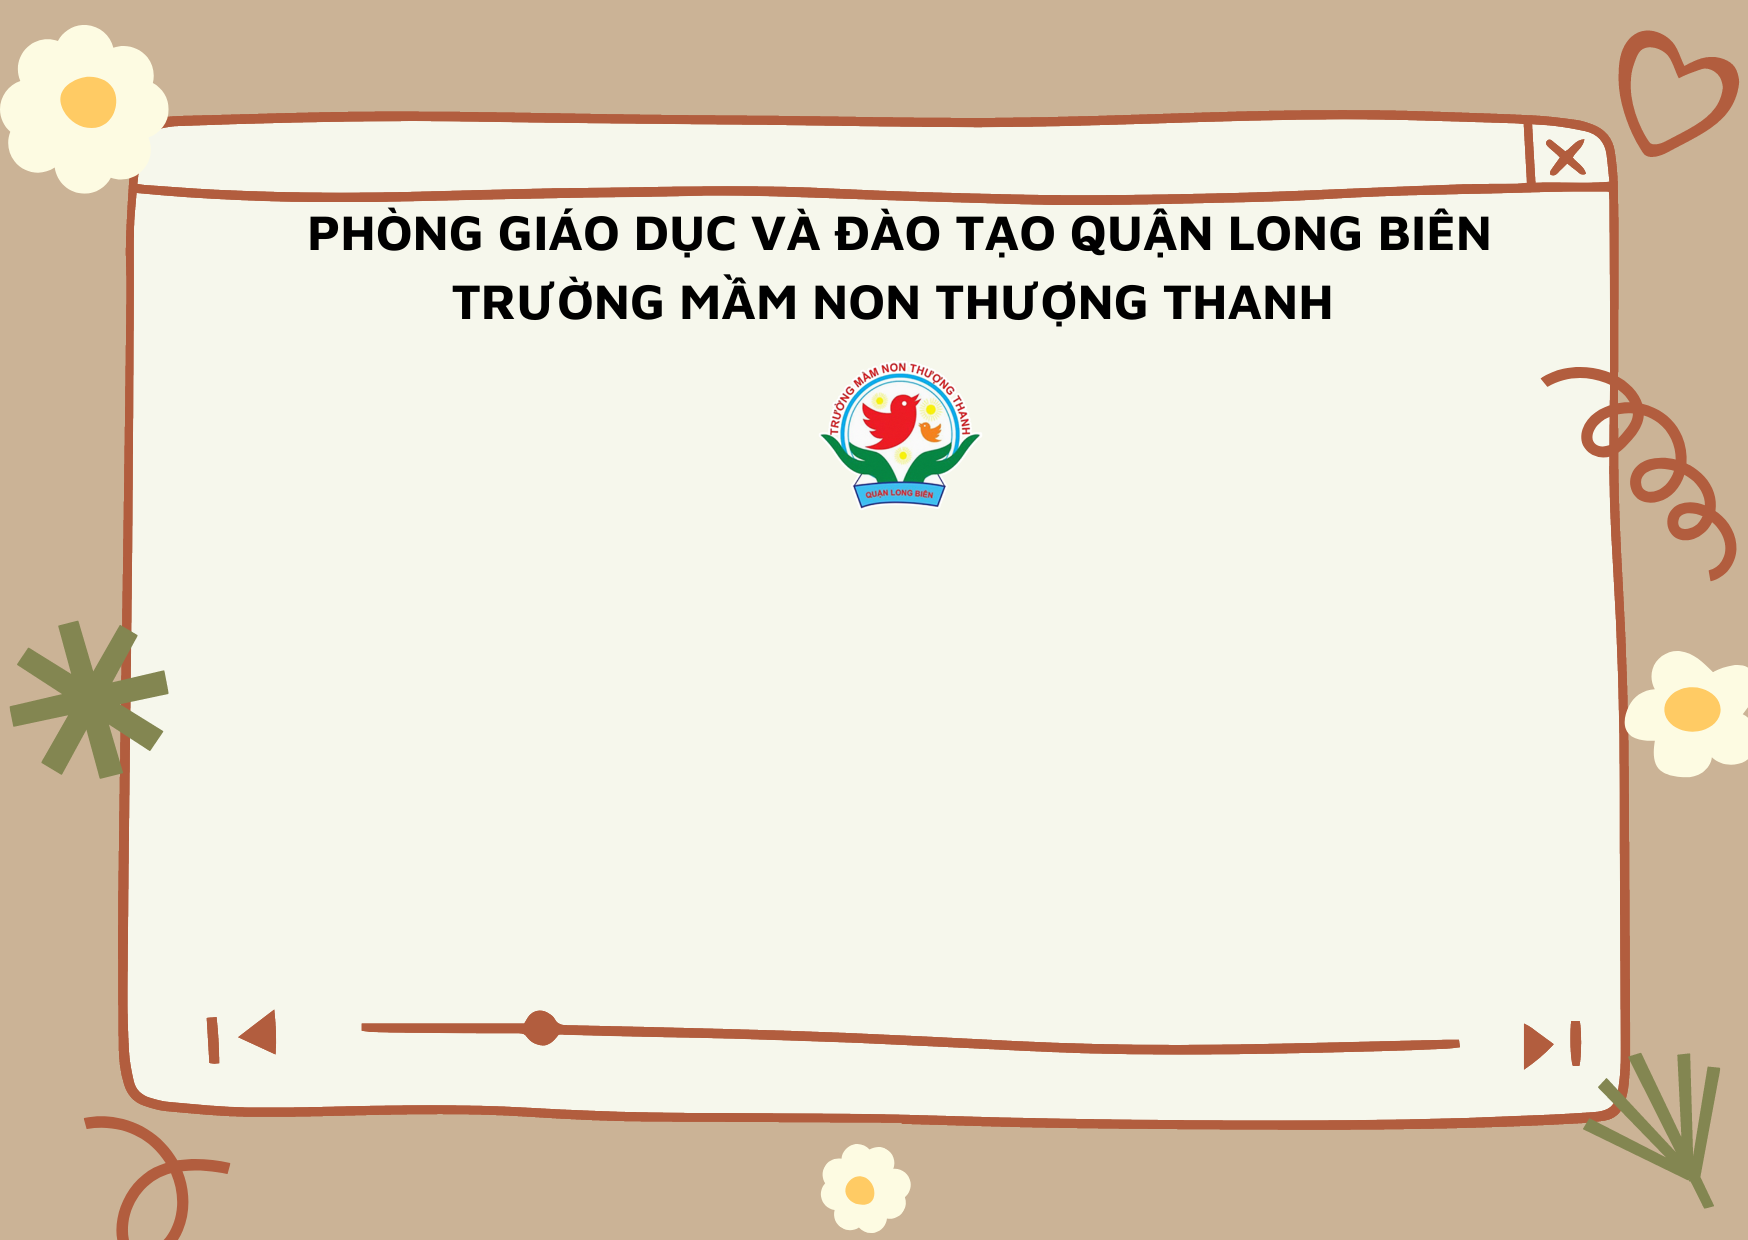 PHÒNG GIÁO DỤC VÀ ĐÀO TẠO QUẬN LONG BIÊN
TRƯỜNG MẦM NON THƯỢNG THANH
TRƯỜNG MẦM NON THƯỢNG THANH
QUẬN LONG BIÊN